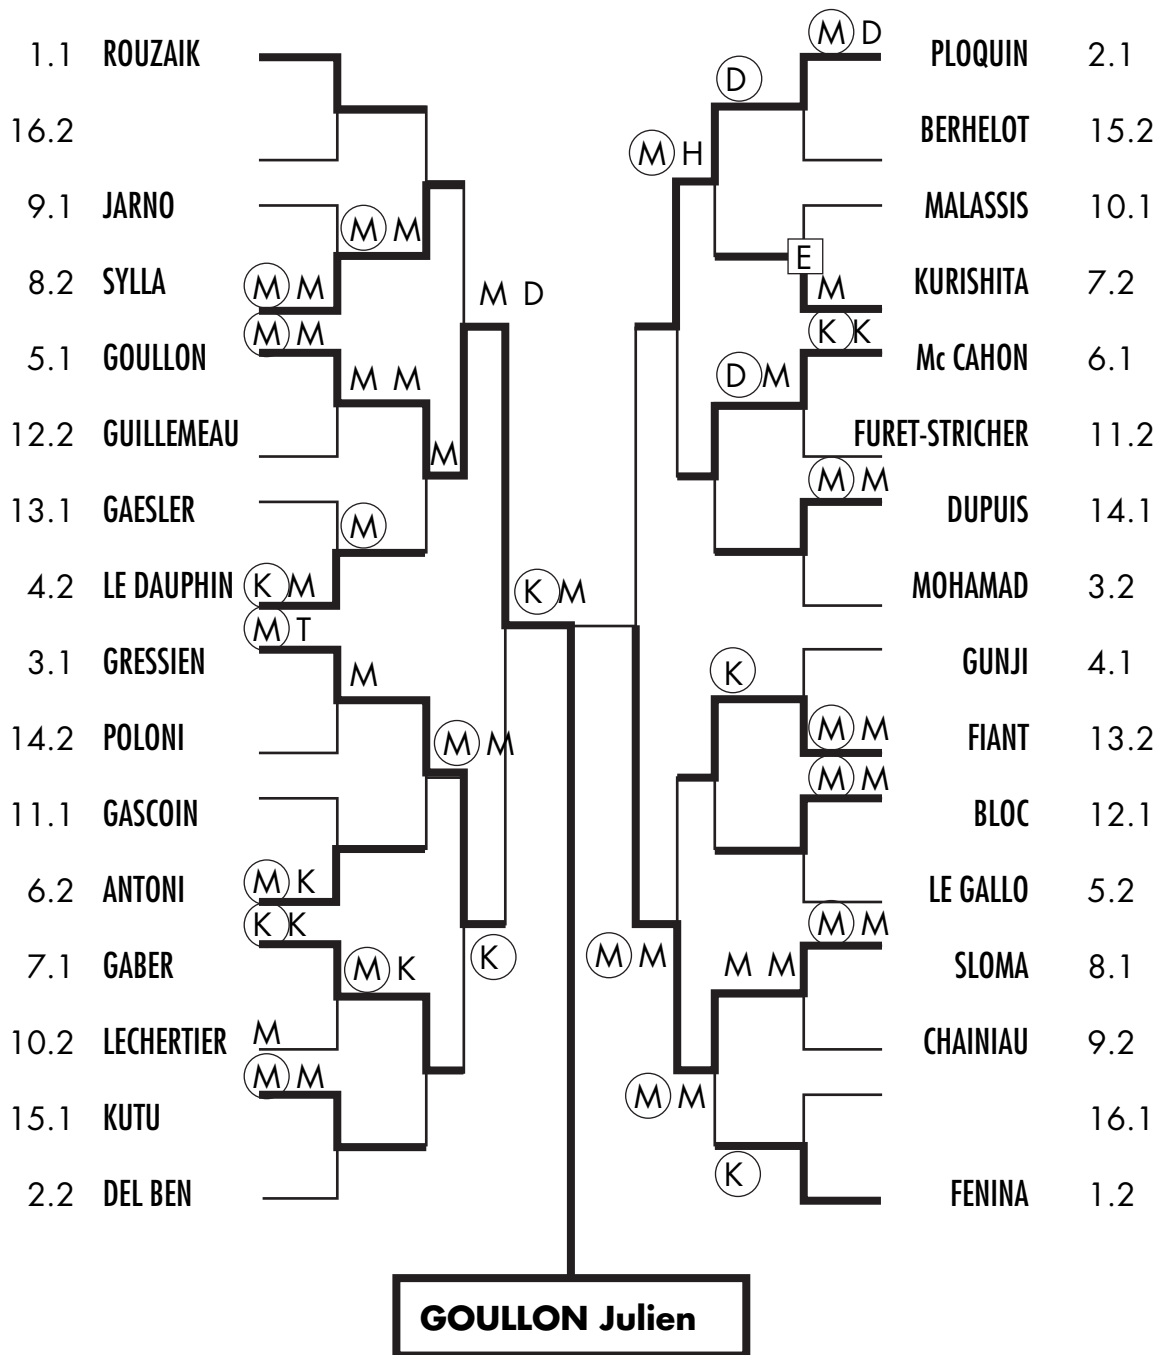 M D
1.1 ROUZAIK PLOQUIN 2.1
D
16.2 BERHELOT 15.2
M H
9.1 JARNO MALASSIS 10.1
M M
E
8.2 SYLLA M M M KURISHITA 7.2
M D
M M K K
5.1 GOULLON Mc CAHON 6.1
M M D M
12.2 GUILLEMEAU FURET-STRICHER 11.2
M
M M
13.1 GAESLER DUPUIS 14.1
M
4.2 LE DAUPHIN K M MOHAMAD 3.2
K M
M T
3.1 GRESSIEN GUNJI 4.1
M K
14.2 POLONI M M M M FIANT 13.2
M M
11.1 GASCOIN BLOC 12.1
6.2 ANTONI M K LE GALLO 5.2
K K M M
7.1 GABER M K K M M M M SLOMA 8.1
10.2 LECHERTIER M CHAINIAU 9.2
M M M M
15.1 KUTU 16.1
K
2.2 DEL BEN FENINA 1.2
GOULLON Julien